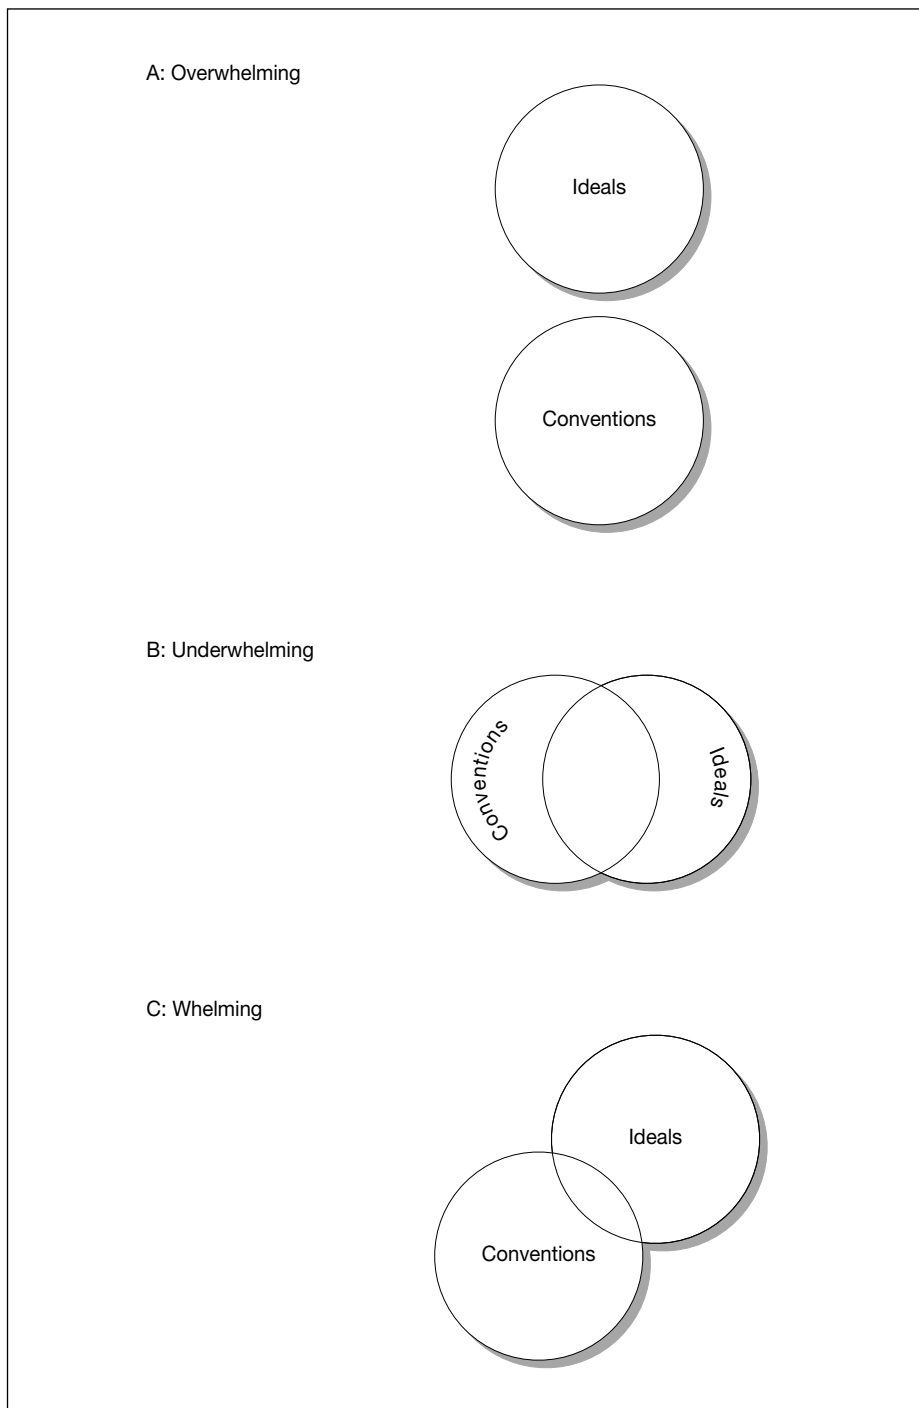 A: Overwhelming
Ideals
Conventions
B: Underwhelming
Conventions
Ideals
C: Whelming
Ideals
Conventions